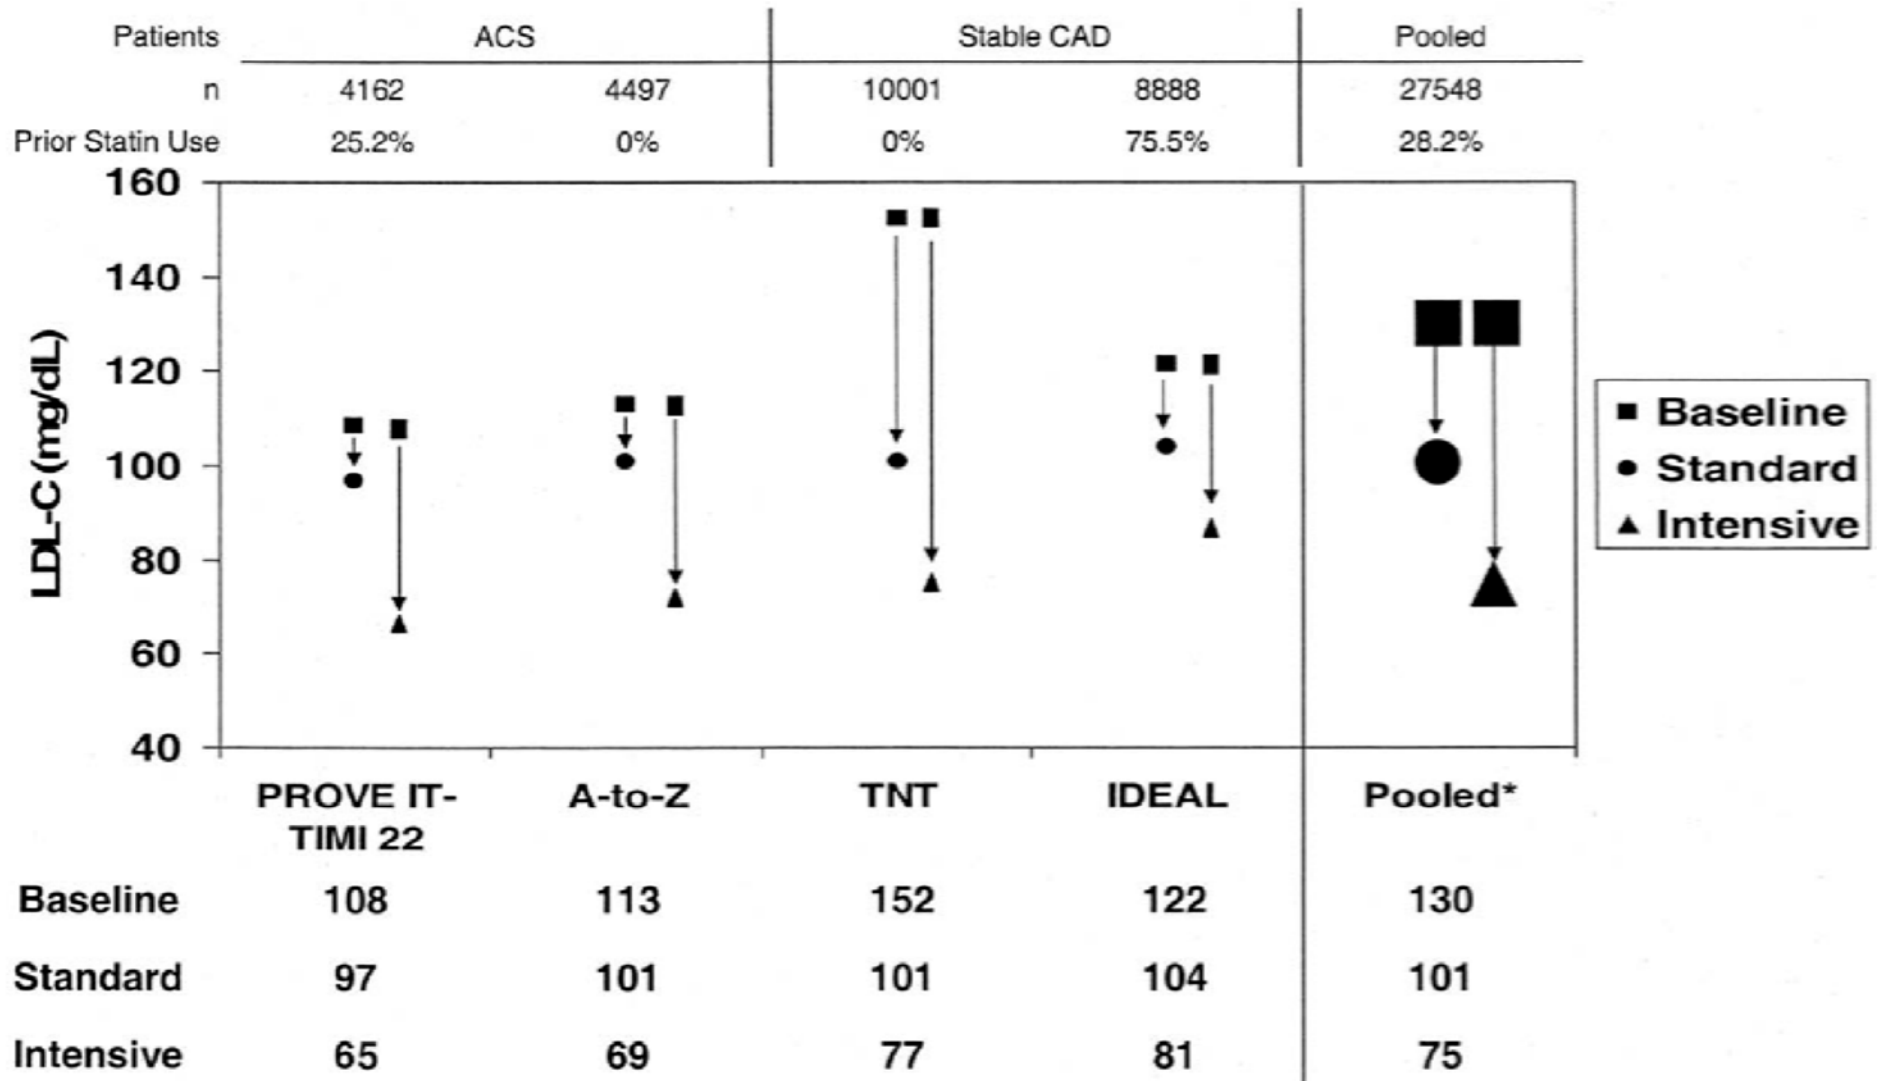 Patients ACS Stable CAD Pooled
n 4162 4497 10001 8888 27548
Prior Statin Use 25.2% 0% 0% 75.5% 28.2%
160
140
120
100
80
60
40
LDL-C (mg/dL)
Baseline
Standard
Intensive
PROVE IT- A-to-Z TNT IDEAL Pooled*
TIMI 22
Baseline 108 113 152 122 130
Standard 97 101 101 104 101
Intensive 65 69 77 81 75